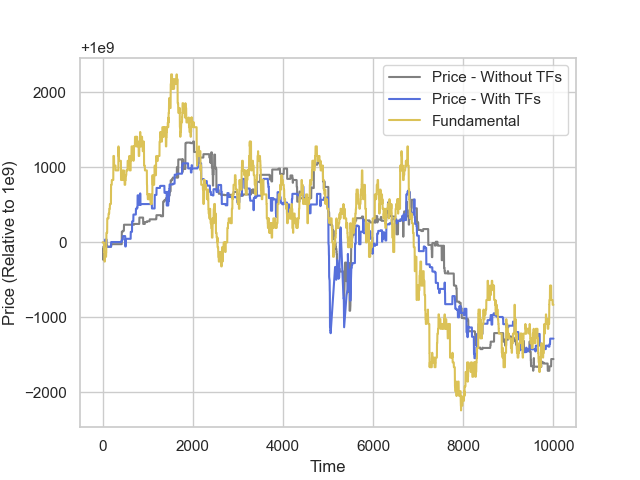 +1e9
Price - Without TFs
Price - With TFs
Fundamental
2000
1000
0
−1000
−2000
Price (Relative to 1e9)
0 2000 4000 6000 8000 10000
Time